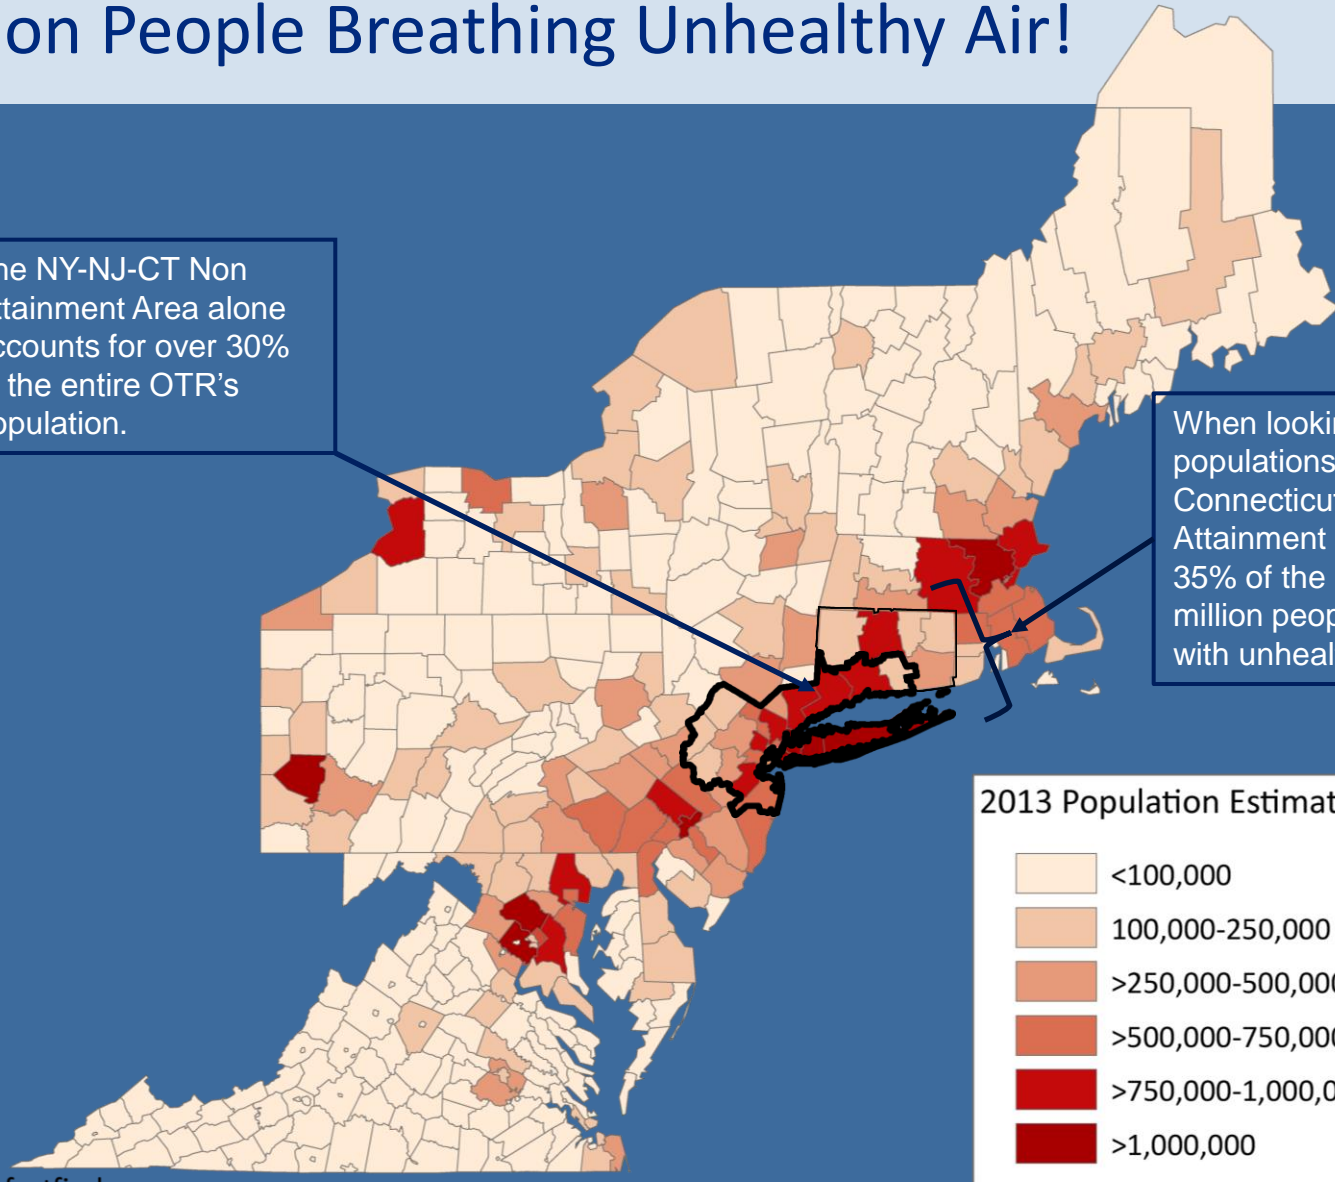 on People Breathing Unhealthy Air!
he NY-NJ-CT Non
ttainment Area alone
ccounts for over 30%
the entire OTR's
opulation.
When looki
populations
Connecticut
Attainment
35% of the
million peop
with unheal
2013 Population Estimat
<100,000
100,000-250,000
>250,000-500,000
>500,000-750,000
>750,000-1,000,0
>1,000,000